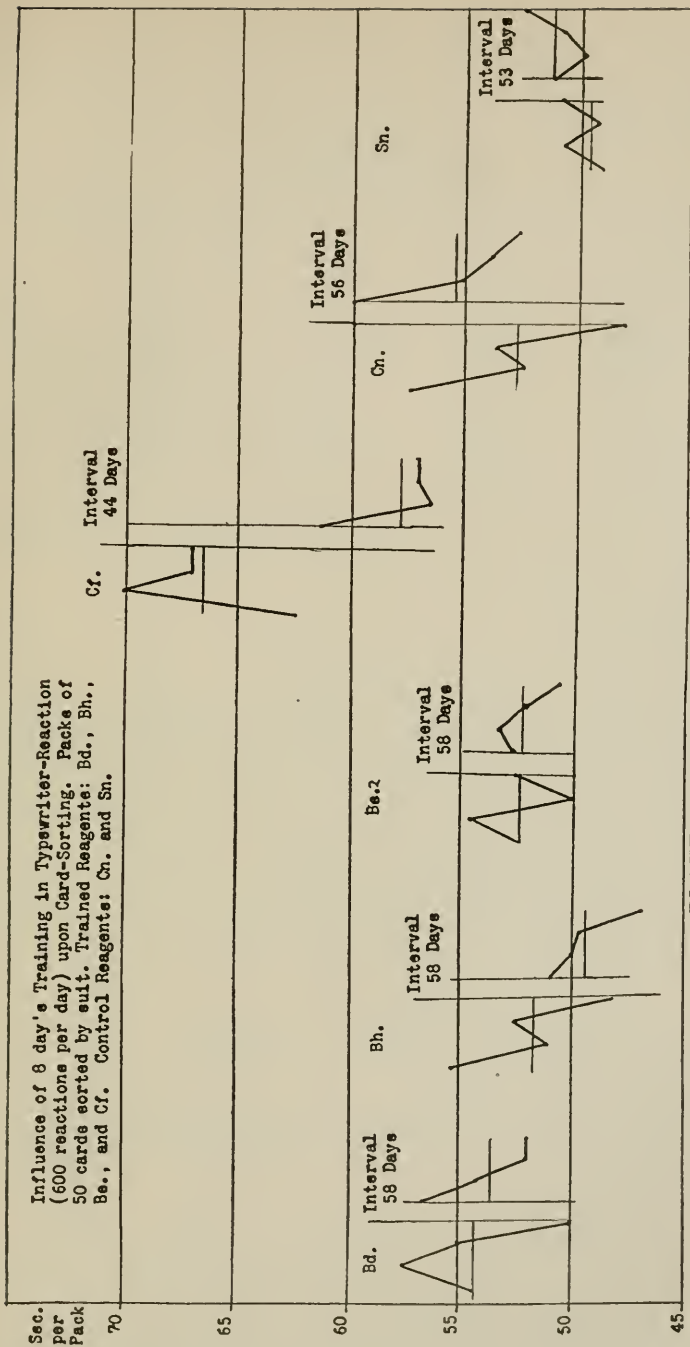 Sec.
per
Pack
Influence of 8 day's Training in Typewriter-Reaction
(600 reactions per day) upon Card-Sorting. Packs of
50 cards sorted by suit. Trained Reagents: Bd., Bh.,
Be., and Cf. Control Reagents: Cn. and Sn.
70
65
60
55
50
45
Bd.
Interval
58 Days
Bh.
Interval
58 Days
Be.2
Interval
58 Days
Cf.
Interval
44 Days
Cn.
Interval
56 Days
Sn.
Interval
53 Days